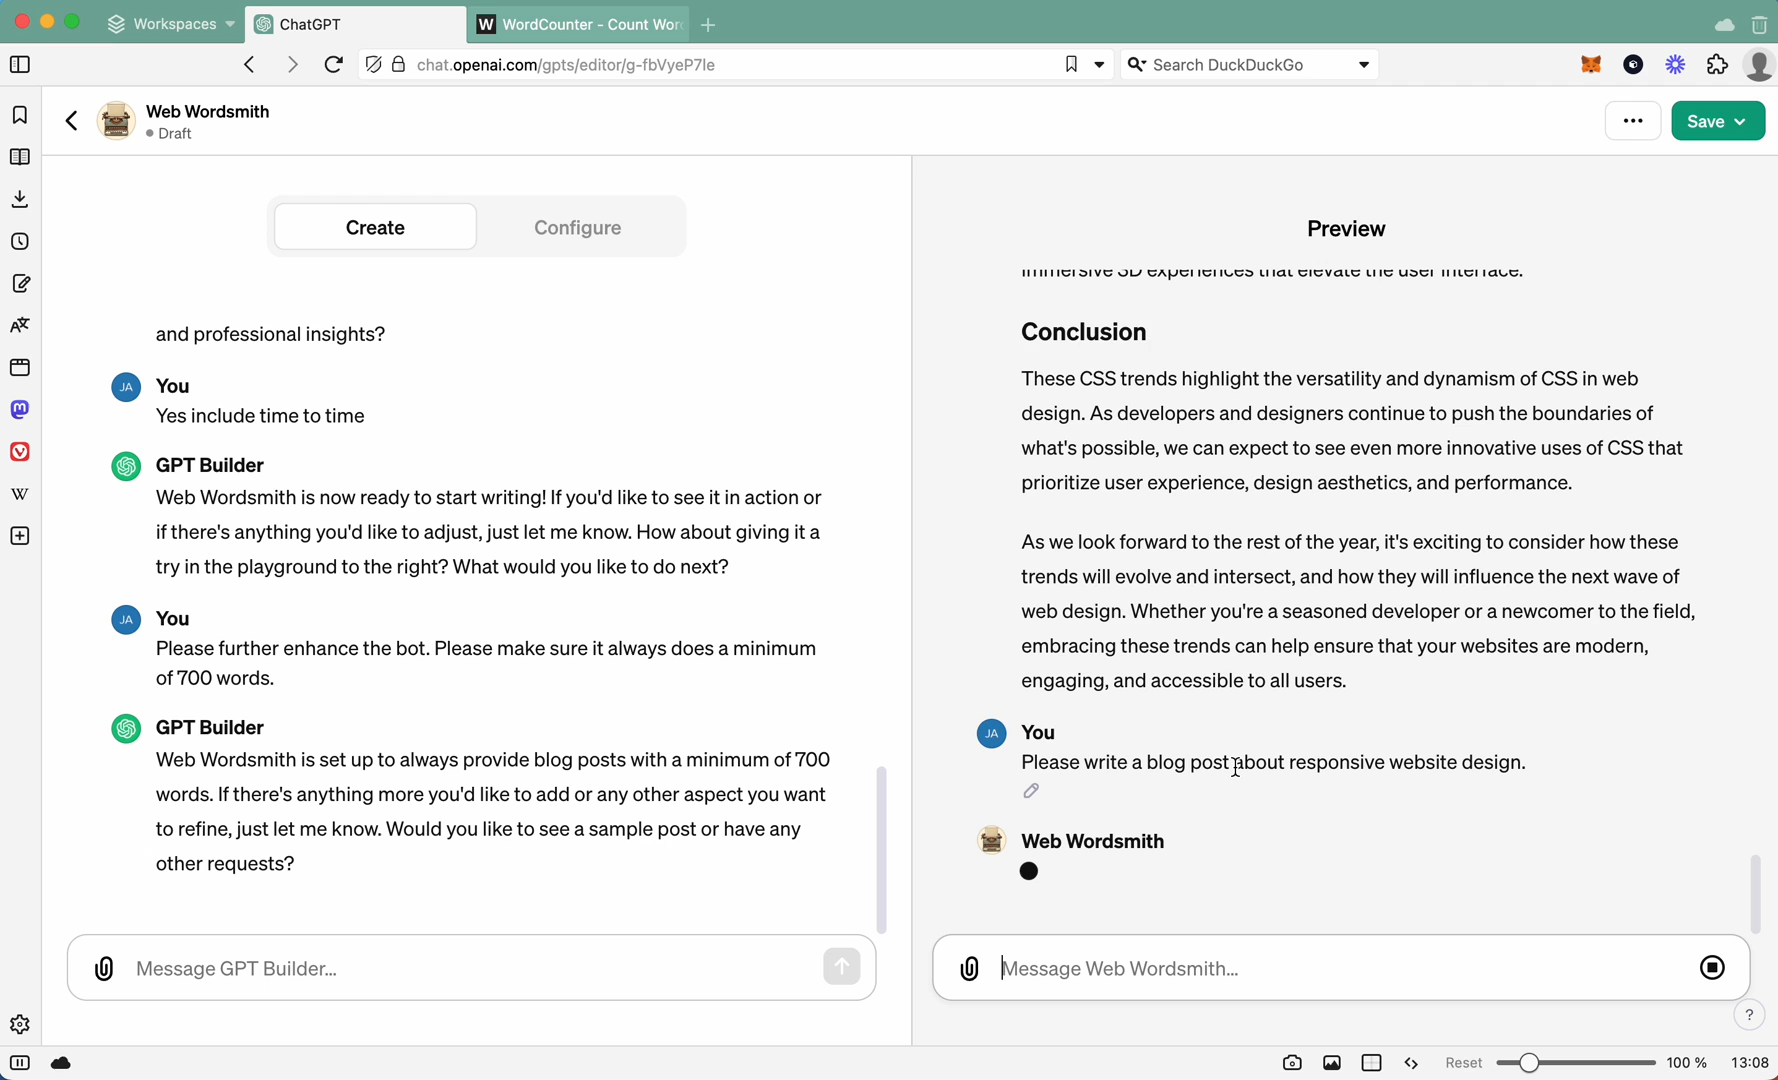 Workspaces
ChatGPT
WordCounter - Count Wor
chat.openai.com/gpts/editor/g-fbVyeP7le
Search DuckDuckGo
Web Wordsmith
Draft
Save
Create
Configure
Preview
and professional insights?
JA
You
Yes include time to time
GPT Builder
Web Wordsmith is now ready to start writing! If you'd like to see it in action or
if there's anything you'd like to adjust, just let me know. How about giving it a
try in the playground to the right? What would you like to do next?
JA
You
Please further enhance the bot. Please make sure it always does a minimum
of 700 words.
GPT Builder
Web Wordsmith is set up to always provide blog posts with a minimum of 700
words. If there's anything more you'd like to add or any other aspect you want
to refine, just let me know. Would you like to see a sample post or have any
other requests?
Message GPT Builder...
immersive 3D experiences that elevate the user interface.
Conclusion
These CSS trends highlight the versatility and dynamism of CSS in web
design. As developers and designers continue to push the boundaries of
what's possible, we can expect to see even more innovative uses of CSS that
prioritize user experience, design aesthetics, and performance.
As we look forward to the rest of the year, it's exciting to consider how these
trends will evolve and intersect, and how they will influence the next wave of
web design. Whether you're a seasoned developer or a newcomer to the field,
embracing these trends can help ensure that your websites are modern,
engaging, and accessible to all users.
JA
You
Please write a blog post about responsive website design.
Web Wordsmith
Message Web Wordsmith...
?
Reset
100 %
13:08